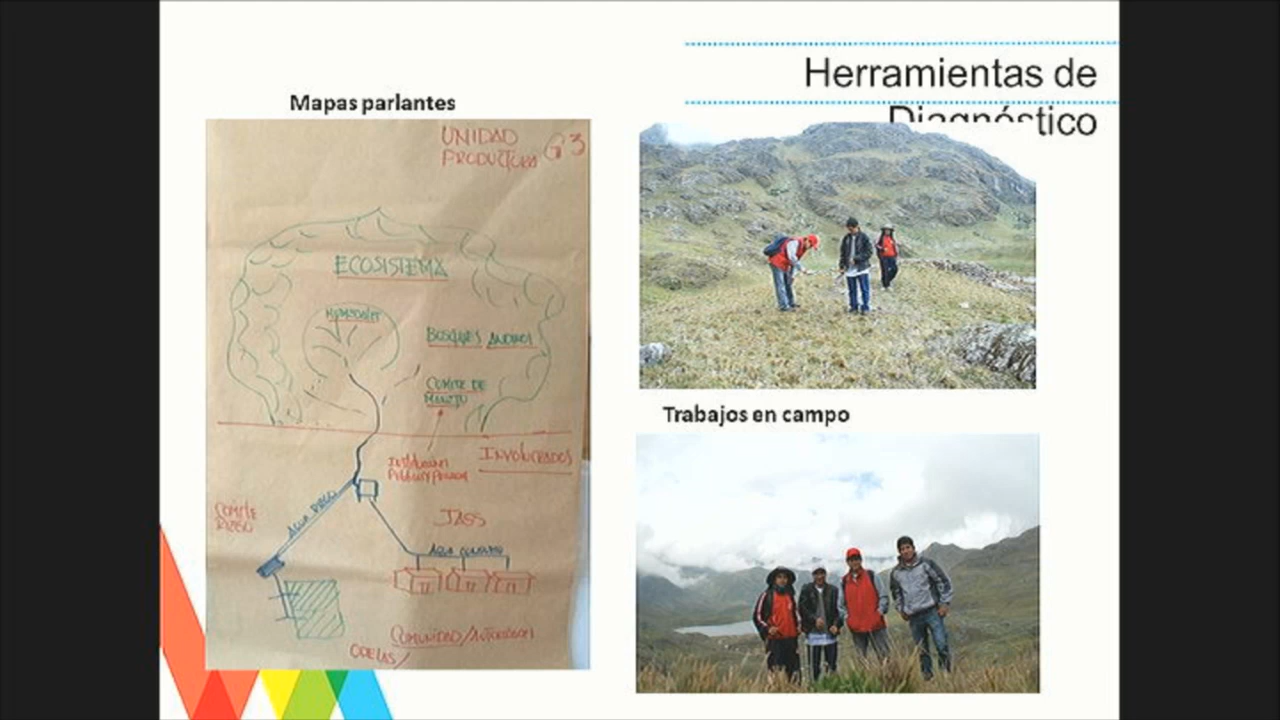 Herramientas de
Diagnóstico
Mapas parlantes
UNIDAD
PRODUCTORA G3
ECOSISTEMA
BOSQUES ANDINOS
COMITE DE
MANEJO
INVOLUCRADOS
COMITE
RIEGO
AGUA RIEGO
JASS
AGUA CONSUMO
COMUNIDAD/AUTORIDADES
Trabajos en campo